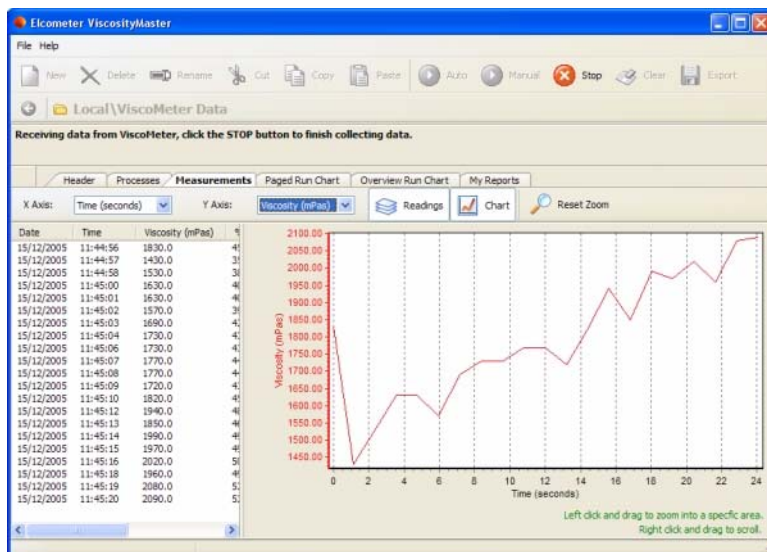 Elcometer ViscosityMaster
File Help
New Delete Rename Cut Copy Paste Auto Manual Stop Clear Export
Local\ViscoMeter Data
Receiving data from ViscoMeter, click the STOP button to finish collecting data.
Header Processes Measurements Paged Run Chart Overview Run Chart My Reports
X Axis: Time (seconds) Y Axis: Viscosity (mPas) Readings Chart Reset Zoom
Date Time Viscosity (mPas) %
15/12/2005 11:44:56 1830.0
15/12/2005 11:44:57 1430.0
15/12/2005 11:44:58 1530.0
15/12/2005 11:45:00 1630.0
15/12/2005 11:45:01 1630.0
15/12/2005 11:45:02 1570.0
15/12/2005 11:45:03 1690.0
15/12/2005 11:45:04 1730.0
15/12/2005 11:45:06 1730.0
15/12/2005 11:45:07 1770.0
15/12/2005 11:45:08 1770.0
15/12/2005 11:45:09 1720.0
15/12/2005 11:45:10 1820.0
15/12/2005 11:45:12 1940.0
15/12/2005 11:45:13 1850.0
15/12/2005 11:45:14 1990.0
15/12/2005 11:45:15 1970.0
15/12/2005 11:45:16 2020.0
15/12/2005 11:45:18 1960.0
15/12/2005 11:45:19 2080.0
15/12/2005 11:45:20 2090.0
2100.00
2050.00
2000.00
1950.00
1900.00
1850.00
1800.00
1750.00
1700.00
1650.00
1600.00
1550.00
1500.00
1450.00
Viscosity (mPas)
0 2 4 6 8 10 12 14 16 18 20 22 24
Time (seconds)
Left click and drag to zoom into a specfic area.
Right click and drag to scroll.